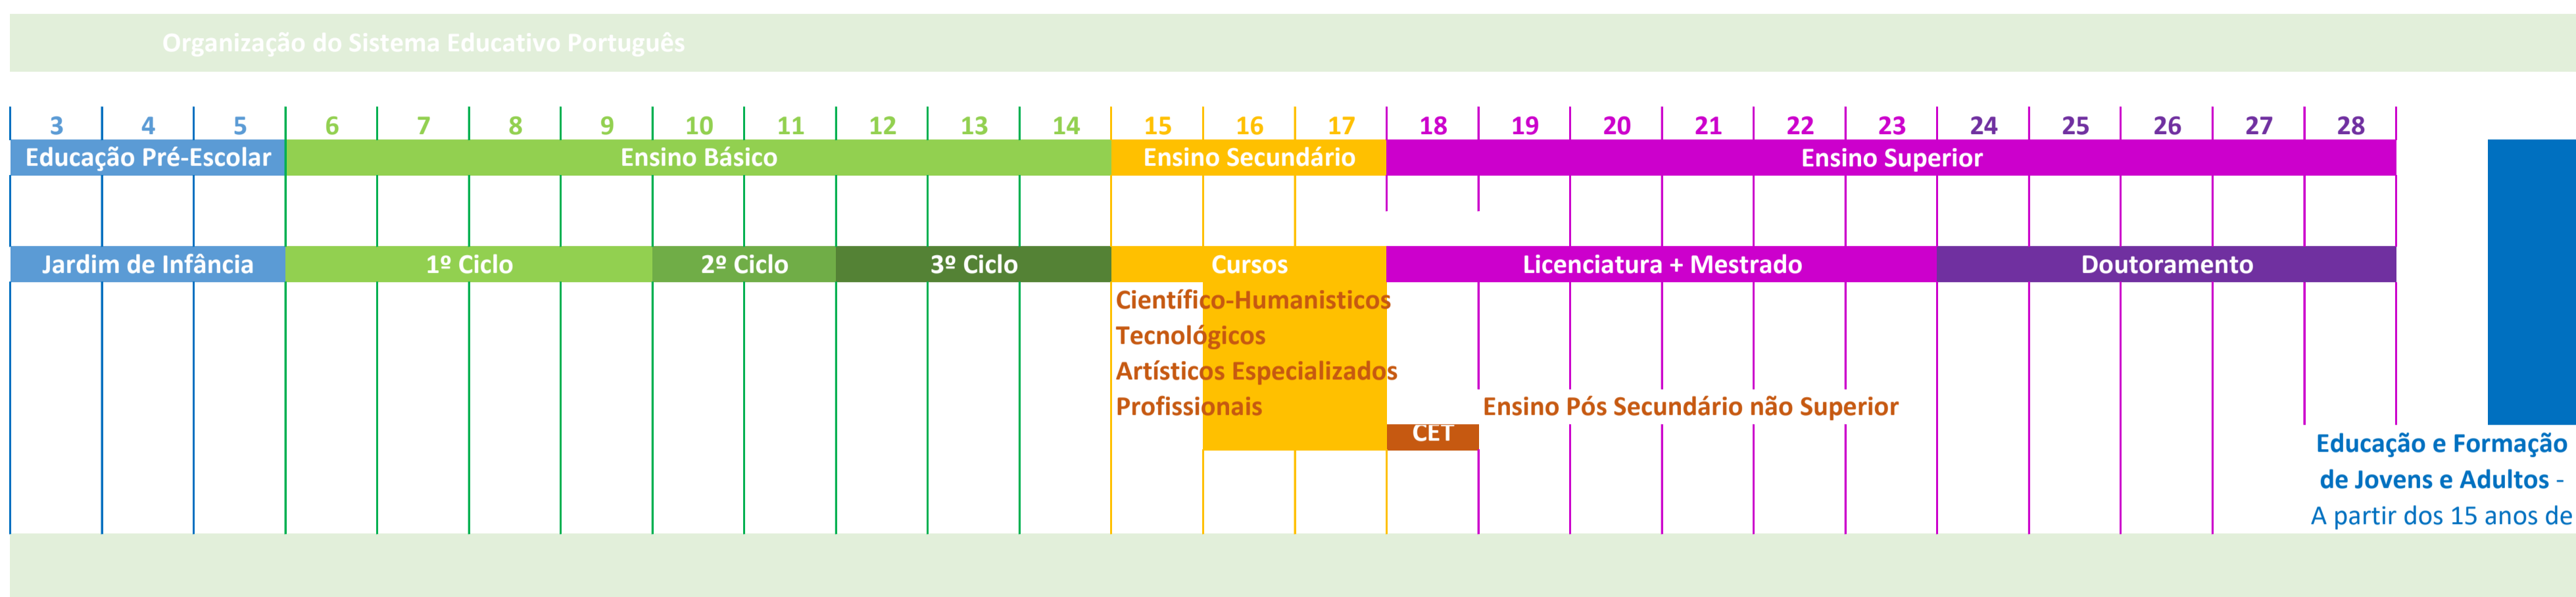 Organização do Sistema Educativo Português
3 4 5 6 7 8 9 10 11 12 13 14 15 16 17 18 19 20 21 22 23 24 25 26 27 28
Educação Pré-Escolar Ensino Básico Ensino Secundário Ensino Superior
Jardim de Infância 1º Ciclo 2º Ciclo 3º Ciclo Cursos Licenciatura + Mestrado Doutoramento
Científico-Humanisticos
Tecnológicos
Artísticos Especializados
Profissionais Ensino Pós Secundário não Superior
CET
Educação e Formação
de Jovens e Adultos -
A partir dos 15 anos de